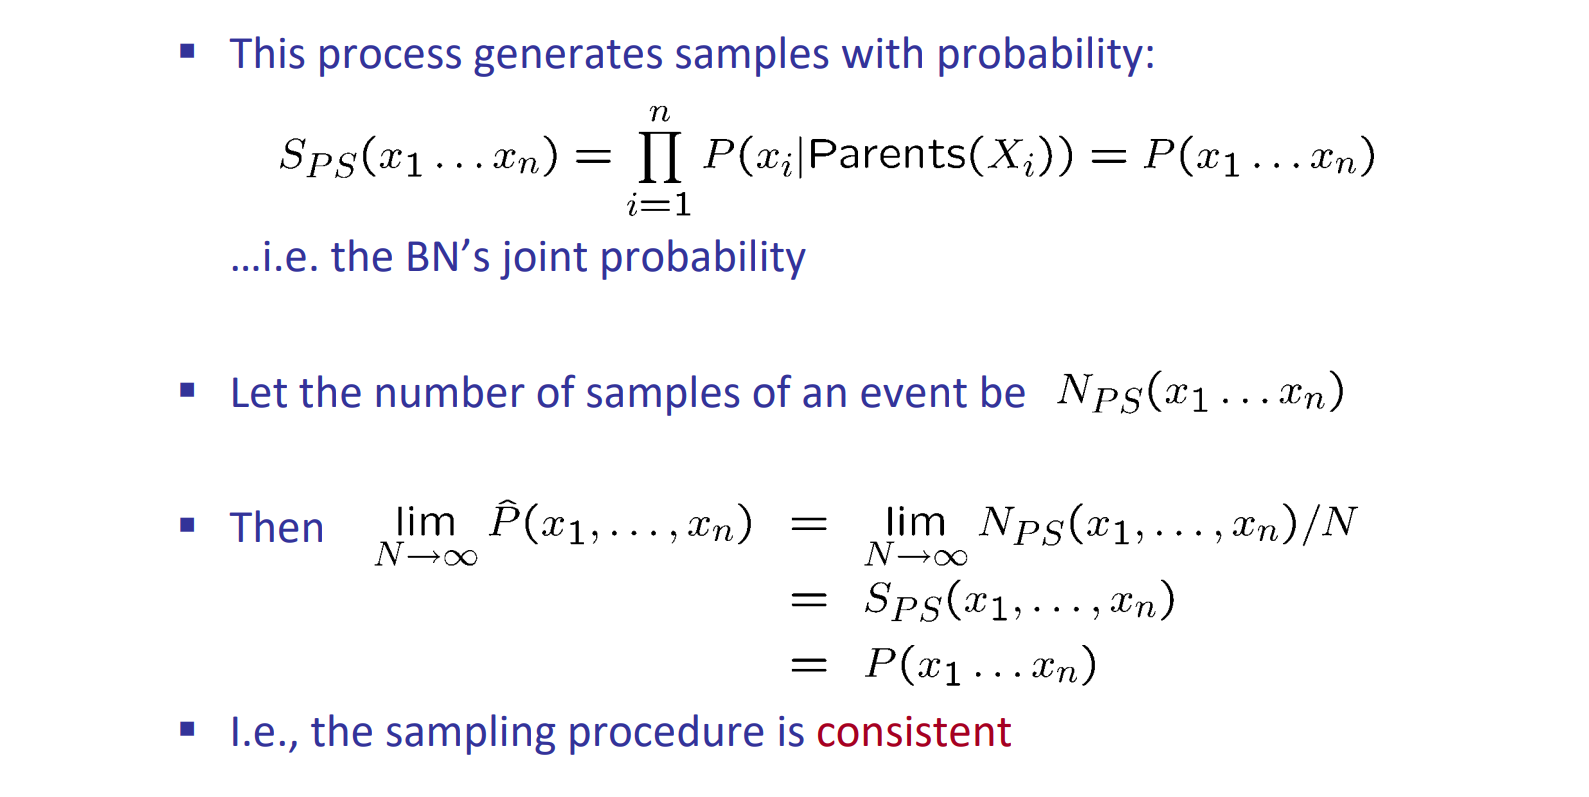 ▪ This process generates samples with probability:
$S_{PS}(x_1 \ldots x_n) = \prod_{i=1}^{n} P(x_i|\text{Parents}(X_i)) = P(x_1 \ldots x_n)$
…i.e. the BN’s joint probability
▪ Let the number of samples of an event be $N_{PS}(x_1 \ldots x_n)$
▪ Then $\lim_{N \to \infty} \hat{P}(x_1, \ldots, x_n) = \lim_{N \to \infty} N_{PS}(x_1, \ldots, x_n)/N$
$= S_{PS}(x_1, \ldots, x_n)$
$= P(x_1 \ldots x_n)$
▪ I.e., the sampling procedure is consistent